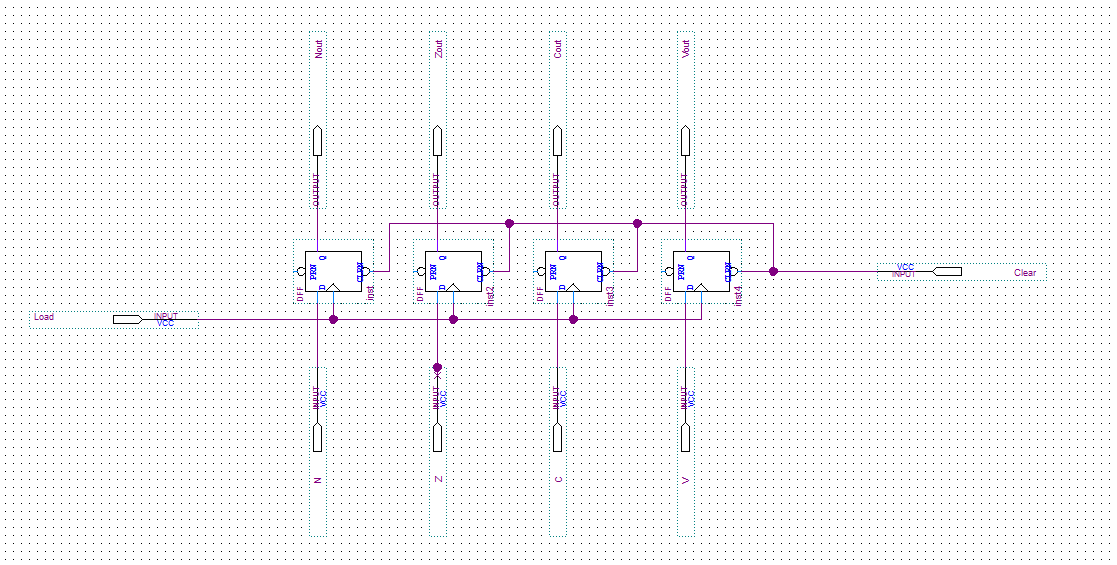 Nout
Zout
Cout
Vout
OUTPUT
OUTPUT
OUTPUT
OUTPUT
Q
PRN
CLRN
D
DFF
inst
Q
PRN
CLRN
D
DFF
inst2
Q
PRN
CLRN
D
DFF
inst3
Q
PRN
CLRN
D
DFF
inst4
VCC
INPUT
Clear
Load
INPUT
VCC
INPUT
VCC
INPUT
VCC
INPUT
VCC
INPUT
VCC
N
Z
C
V